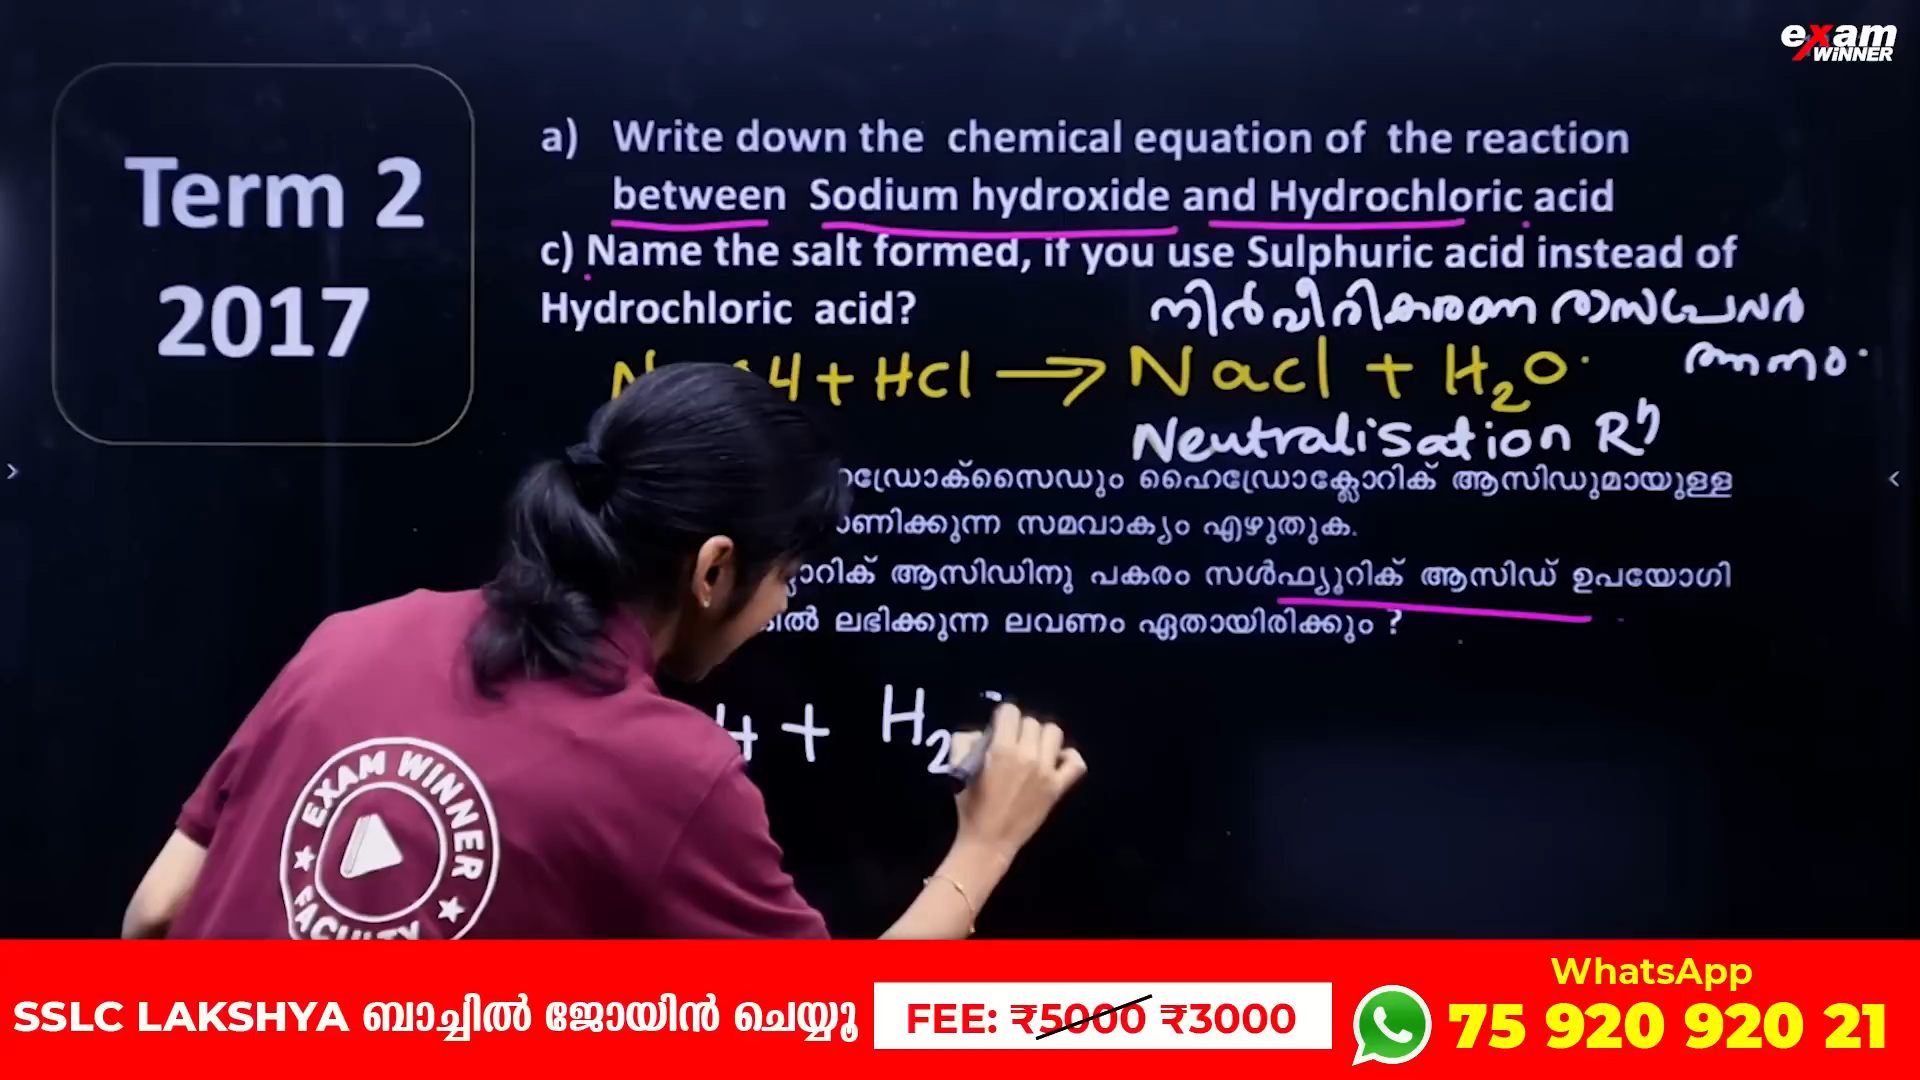 exam
WINNER
Term 2
2017
a) Write down the chemical equation of the reaction
between Sodium hydroxide and Hydrochloric acid
c) Name the salt formed, if you use Sulphuric acid instead of
Hydrochloric acid?
നിർവീരീകരണ രാസപ്രവർ
ത്തനം.
+ HCl → Nacl + H₂O.
Neutralisation Rⁿ
ഡ്രോക്സൈഡും ഹൈഡ്രോക്ലോറിക് ആസിഡുമായുള്ള
ണിക്കുന്ന സമവാക്യം എഴുതുക.
റിക് ആസിഡിനു പകരം സൾഫ്യൂറിക് ആസിഡ് ഉപയോഗി
ൽ ലഭിക്കുന്ന ലവണം ഏതായിരിക്കും ?
+ H₂
EXAM WINNER
FACULTY
SSLC LAKSHYA ബാച്ചിൽ ജോയിൻ ചെയ്യൂ
FEE: ₹5000 ₹3000
WhatsApp
75 920 920 21